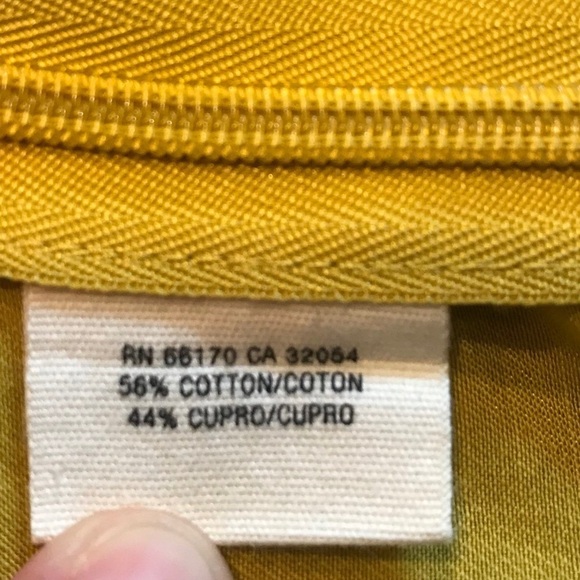 RN 66170 CA 32054
56% COTTON/COTON
44% CUPRO/CUPRO